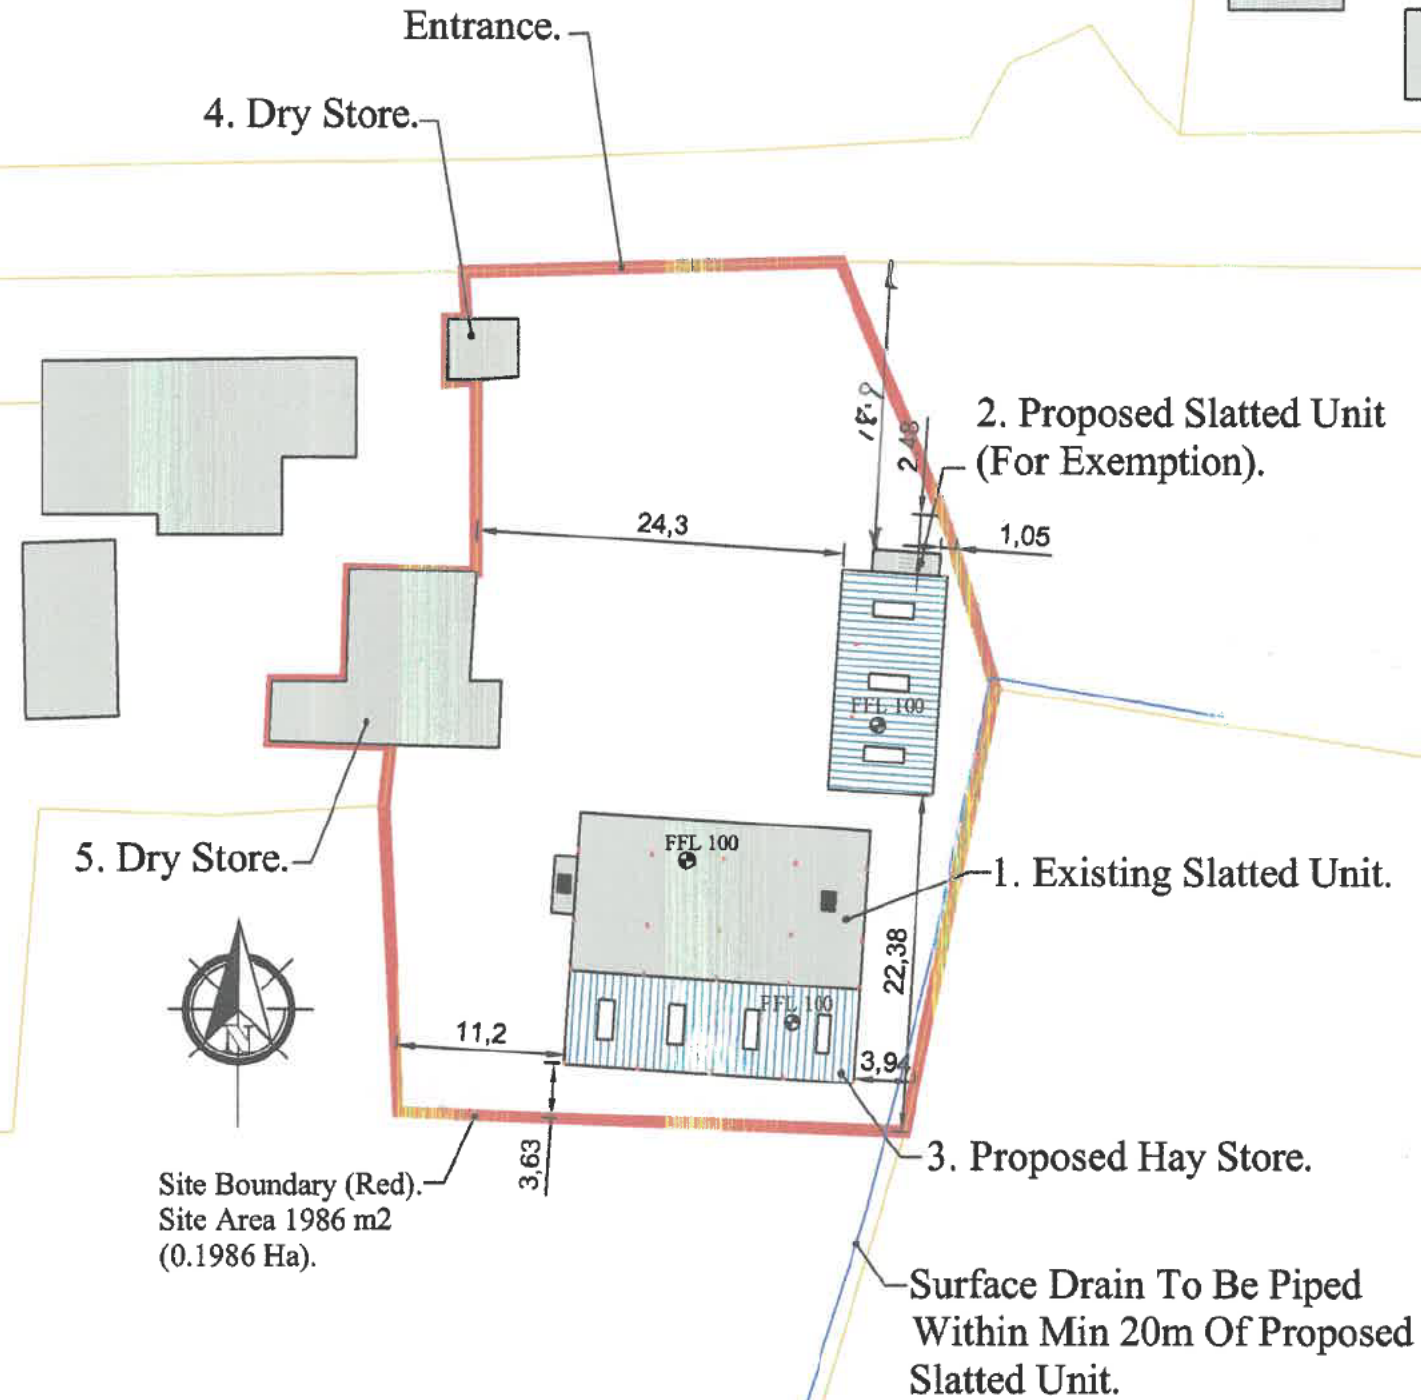 Entrance.
4. Dry Store.
18.9
2,48
2. Proposed Slatted Unit
(For Exemption).
24,3
1,05
FFL 100
5. Dry Store.
FFL 100
1. Existing Slatted Unit.
22,38
FFL 100
N
11,2
3,94
3,63
3. Proposed Hay Store.
Site Boundary (Red).
Site Area 1986 m2
(0.1986 Ha).
Surface Drain To Be Piped
Within Min 20m Of Proposed
Slatted Unit.